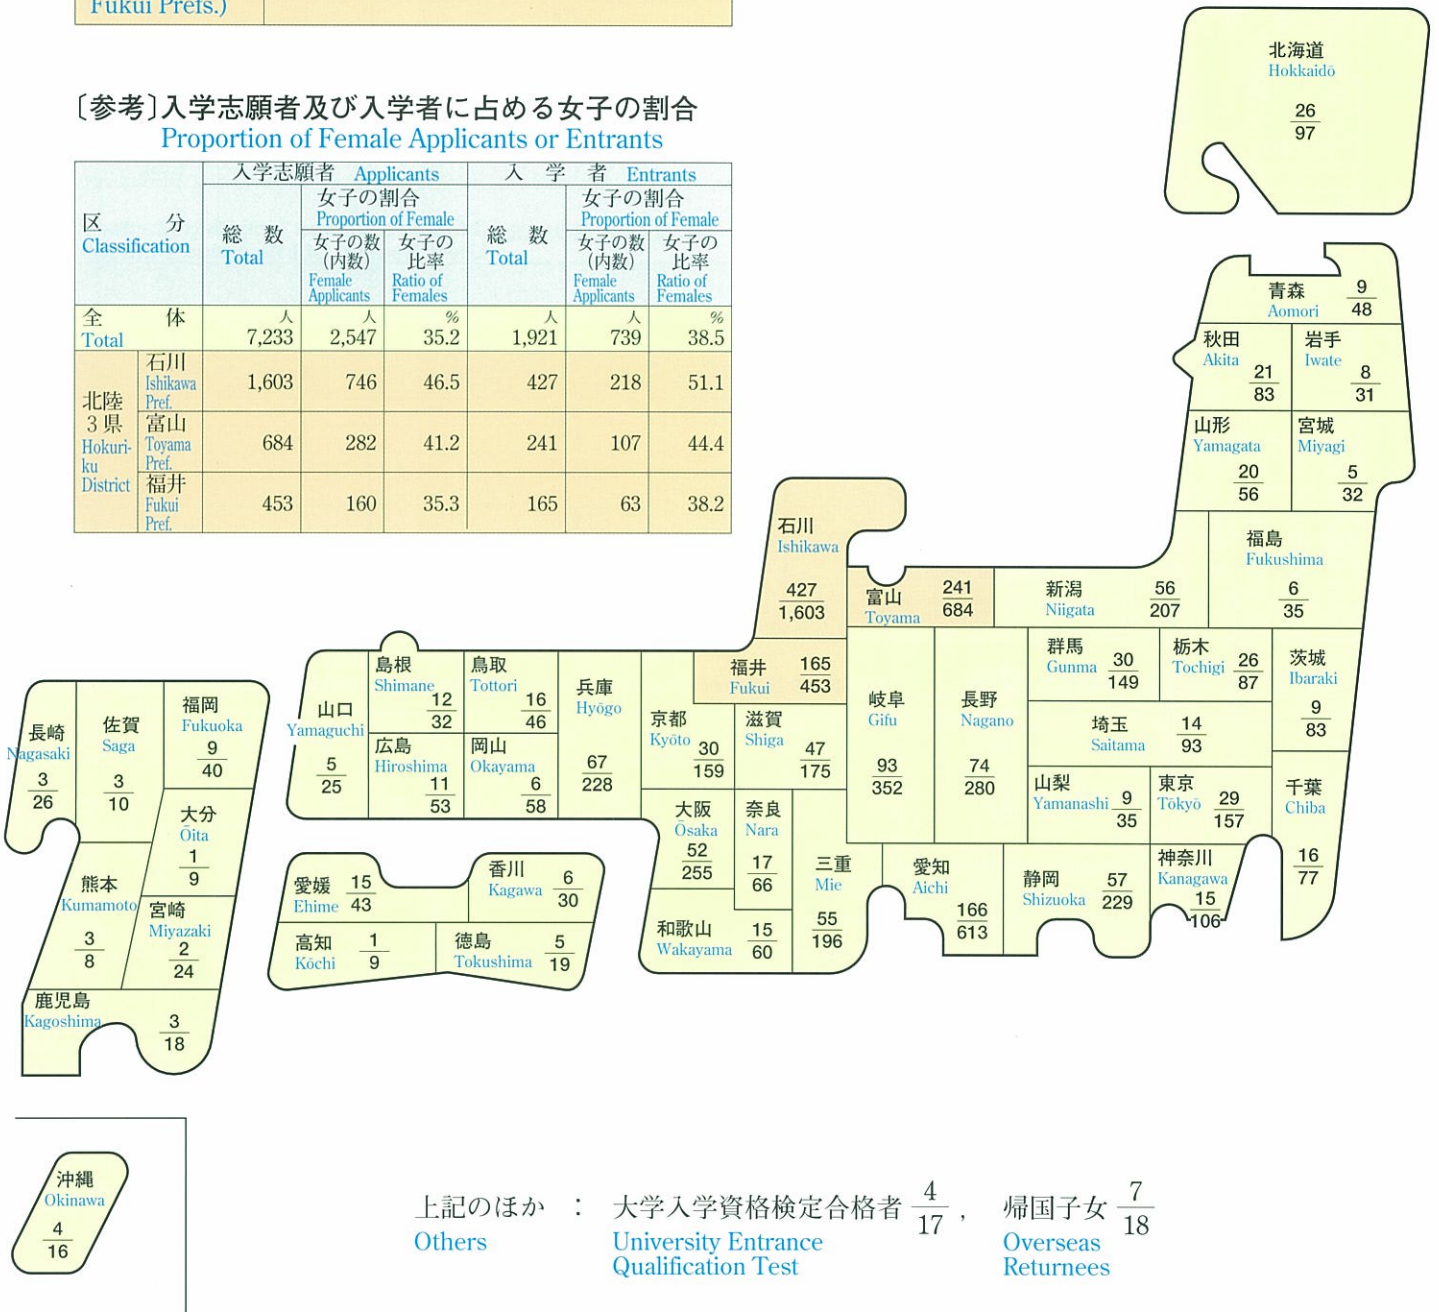 Fukui Prefs.)
〔参考〕入学志願者及び入学者に占める女子の割合
Proportion of Female Applicants or Entrants
区　分
Classification
入学志願者 Applicants
入　学　者 Entrants
総　数
Total
女子の割合
Proportion of Female
女子の数
(内数)
Female
Applicants
女子の
比率
Ratio of
Females
総　数
Total
女子の割合
Proportion of Female
女子の数
(内数)
Female
Applicants
女子の
比率
Ratio of
Females
全　体
Total
人 人 % 人 人 %
7,233 2,547 35.2 1,921 739 38.5
北陸
3県
Hokuri-
ku
District
石川
Ishikawa
Pref.
1,603 746 46.5 427 218 51.1
富山
Toyama
Pref.
684 282 41.2 241 107 44.4
福井
Fukui
Pref.
453 160 35.3 165 63 38.2
北海道
Hokkaidō
26
97
青森
Aomori
9
48
秋田
Akita
21
83
岩手
Iwate
8
31
山形
Yamagata
20
56
宮城
Miyagi
5
32
福島
Fukushima
6
35
石川
Ishikawa
427
1,603
富山
Toyama
241
684
新潟
Niigata
56
207
福井
Fukui
165
453
岐阜
Gifu
93
352
長野
Nagano
74
280
群馬
Gunma
30
149
栃木
Tochigi
26
87
茨城
Ibaraki
9
83
埼玉
Saitama
14
93
山梨
Yamanashi
9
35
東京
Tōkyō
29
157
千葉
Chiba
16
77
神奈川
Kanagawa
15
106
静岡
Shizuoka
57
229
愛知
Aichi
166
613
三重
Mie
55
196
滋賀
Shiga
47
175
京都
Kyōto
30
159
大阪
Ōsaka
52
255
奈良
Nara
17
66
和歌山
Wakayama
15
60
兵庫
Hyōgo
67
228
鳥取
Tottori
16
46
島根
Shimane
12
32
岡山
Okayama
6
58
広島
Hiroshima
11
53
山口
Yamaguchi
5
25
愛媛
Ehime
15
43
香川
Kagawa
6
30
高知
Kōchi
1
9
徳島
Tokushima
5
19
福岡
Fukuoka
9
40
佐賀
Saga
3
10
長崎
Nagasaki
3
26
大分
Ōita
1
9
熊本
Kumamoto
3
8
宮崎
Miyazaki
2
24
鹿児島
Kagoshima
3
18
沖縄
Okinawa
4
16
上記のほか ：
Others
大学入学資格検定合格者 4
17 ,
University Entrance
Qualification Test
帰国子女 7
18
Overseas
Returnees